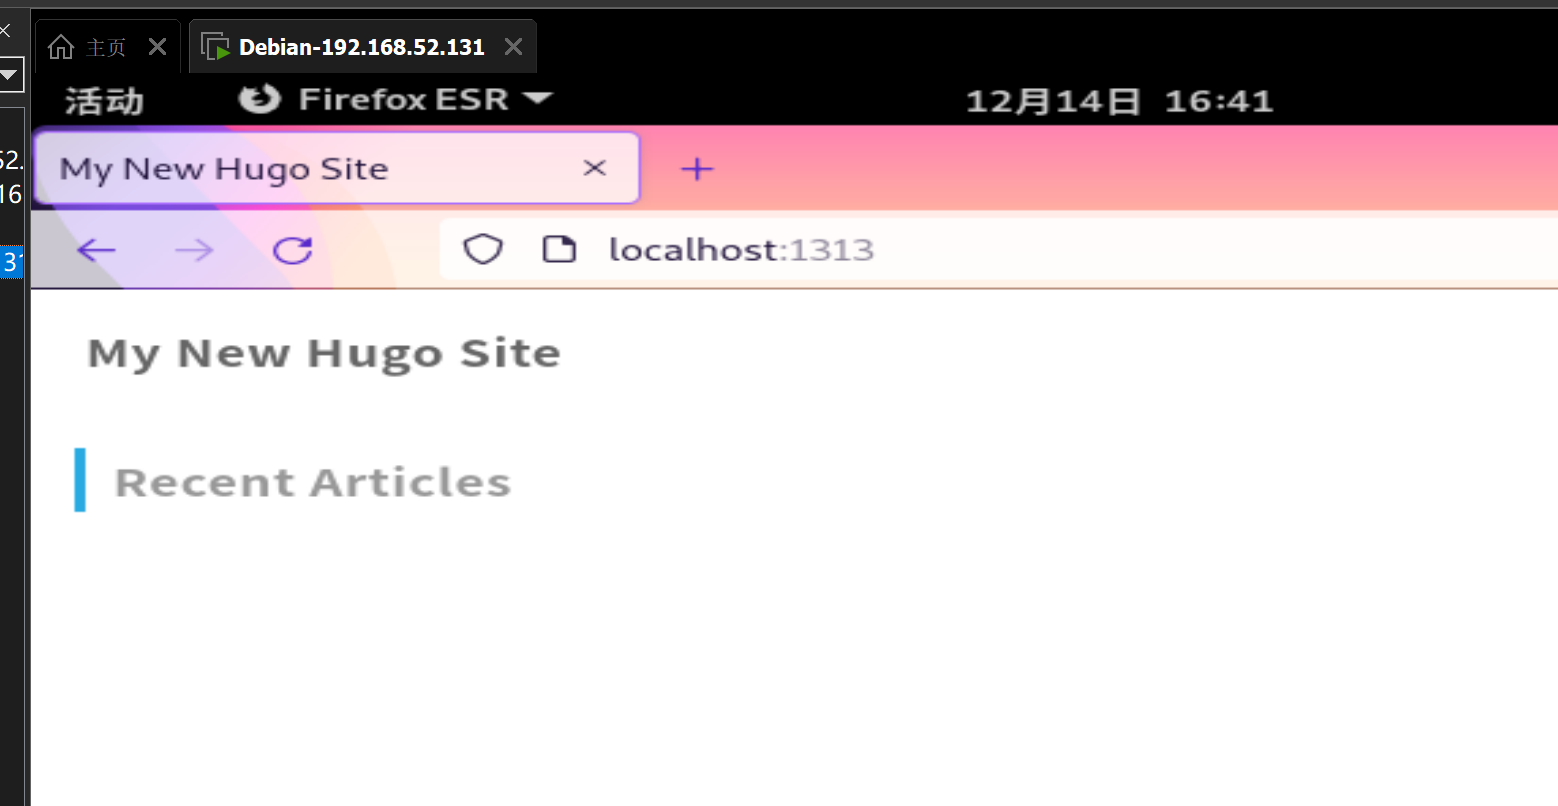 主页
Debian-192.168.52.131
活动 Firefox ESR 12月14日 16:41
My New Hugo Site
localhost:1313
52.
16
My New Hugo Site
Recent Articles